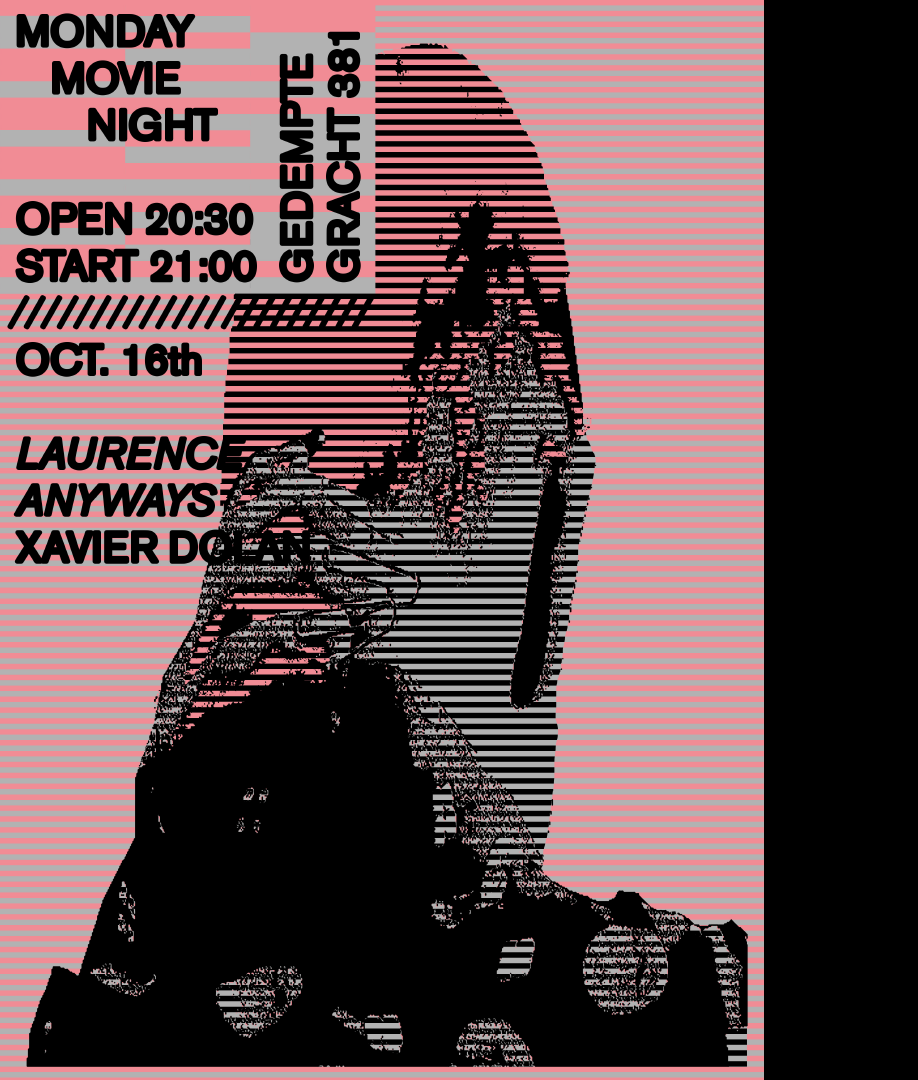 MONDAY
MOVIE
NIGHT
OPEN 20:30
START 21:00
GEDEMPTE
GRACHT 381
OCT. 16th
LAURENCE
ANYWAYS
XAVIER DOLAN